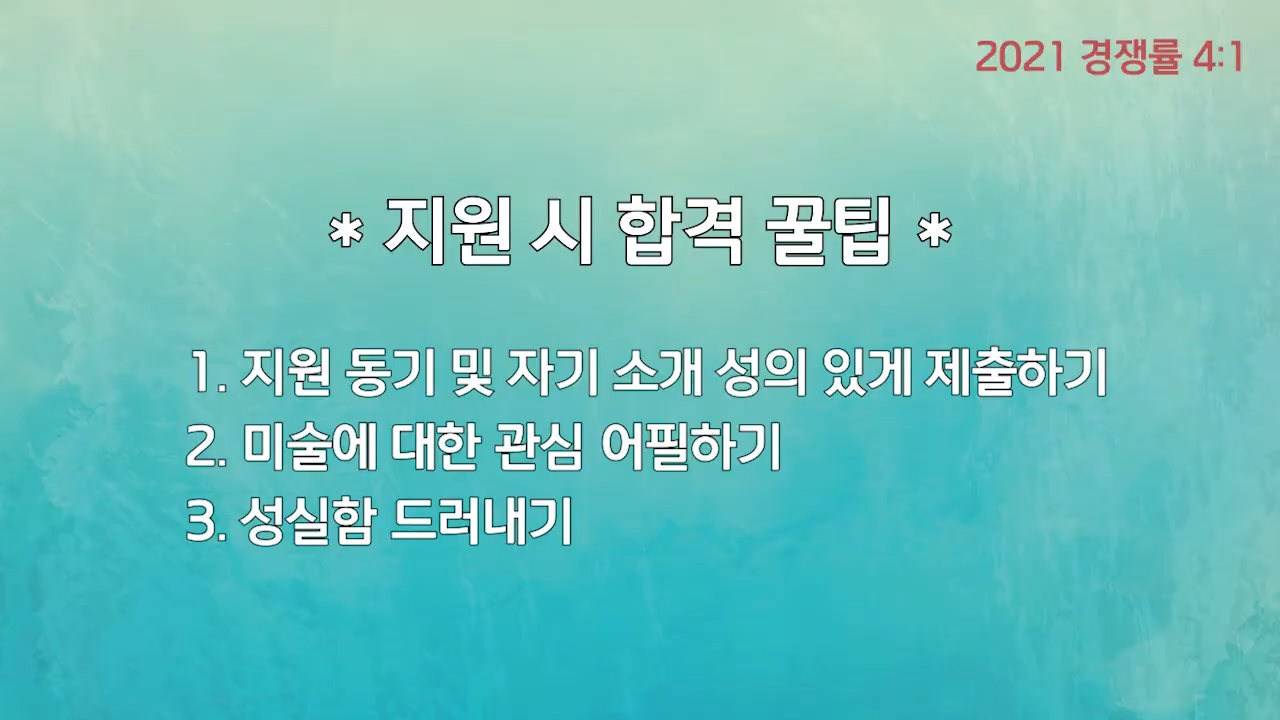 2021 경쟁률 4:1
* 지원 시 합격 꿀팁 *
1. 지원 동기 및 자기 소개 성의 있게 제출하기
2. 미술에 대한 관심 어필하기
3. 성실함 드러내기